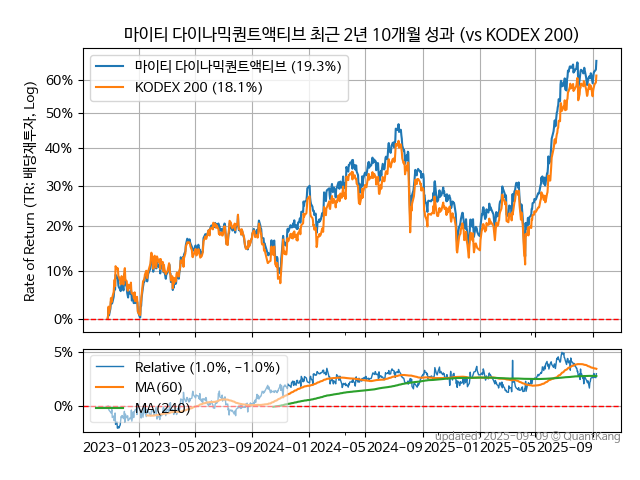 마이티 다이나믹퀀트액티브 최근 2년 10개월 성과 (vs KODEX 200)
Rate of Return (TR: 배당재투자, Log)
60%
50%
40%
30%
20%
10%
0%
마이티 다이나믹퀀트액티브 (19.3%)
KODEX 200 (18.1%)
5%
0%
Relative (1.0%, −1.0%)
MA(60)
MA(240)
2023−01
2023−05
2023−09
2024−01
2024−05
2024−09
2025−01
2025−05
2025−09
updated: 2025−09−09 © QuantKang